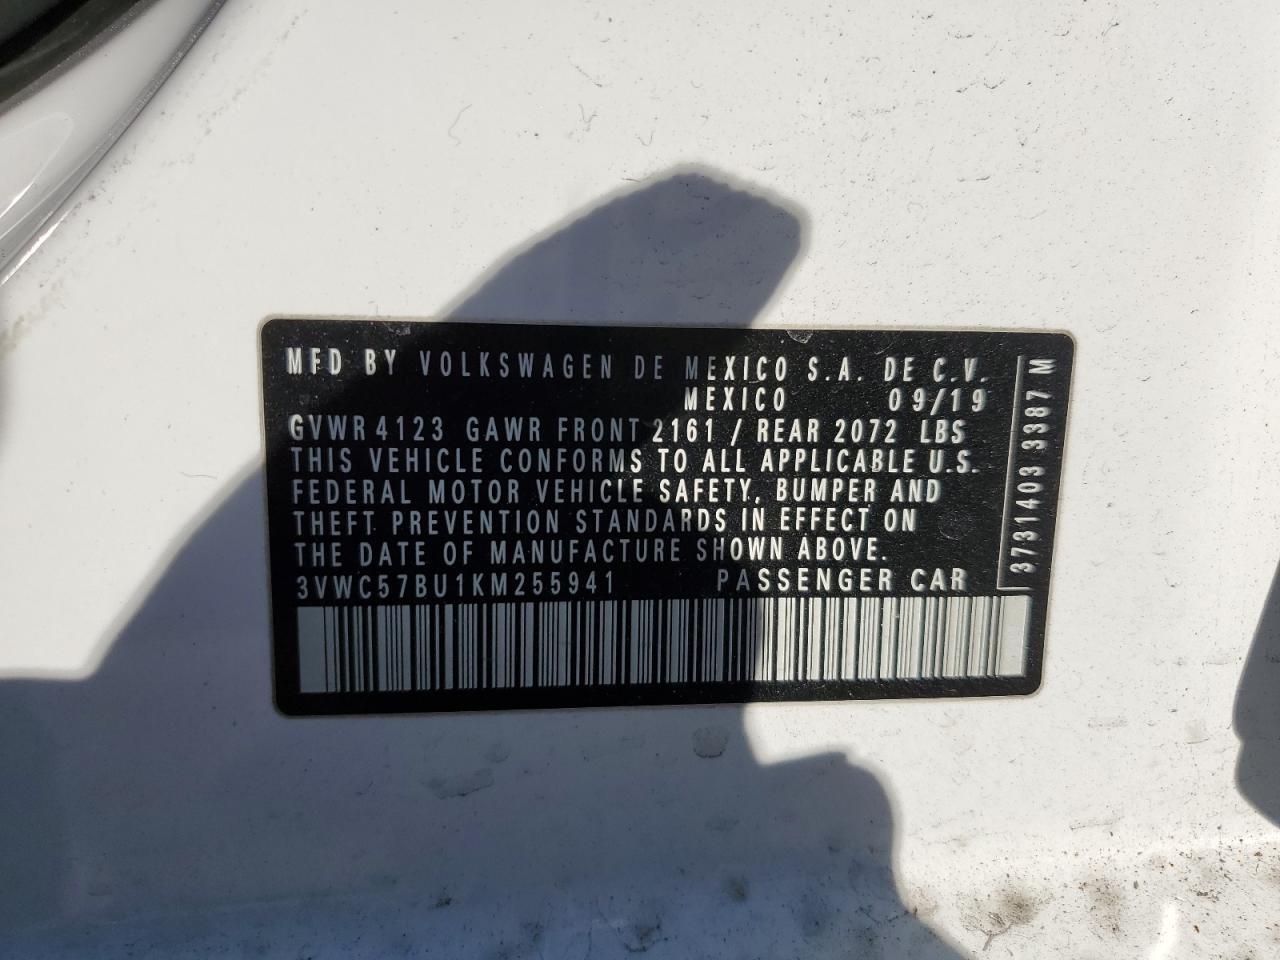 MFD BY VOLKSWAGEN DE MEXICO S.A. DE C.V.
MEXICO 09/19
GVWR 4123 GAWR FRONT 2161 / REAR 2072 LBS
THIS VEHICLE CONFORMS TO ALL APPLICABLE U.S.
FEDERAL MOTOR VEHICLE SAFETY, BUMPER AND
THEFT PREVENTION STANDARDS IN EFFECT ON
THE DATE OF MANUFACTURE SHOWN ABOVE.
3VWC57BU1KM255941 PASSENGER CAR
3731403 3387 M